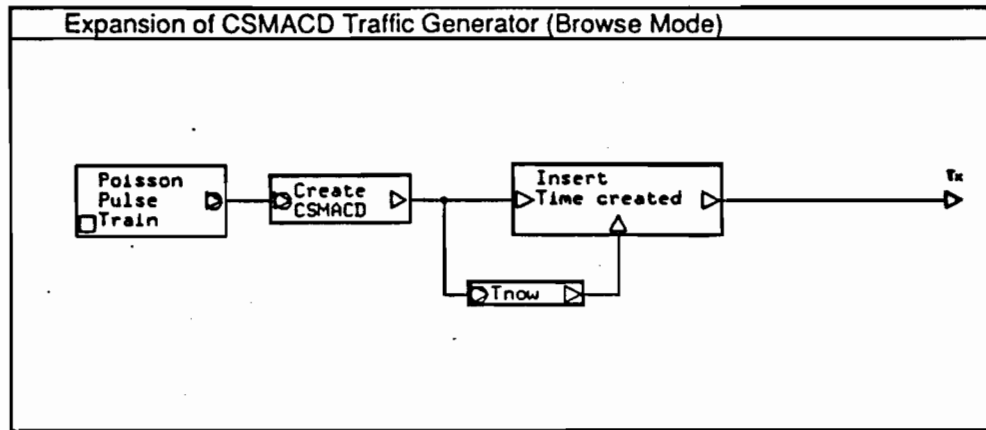 Expansion of CSMACD Traffic Generator (Browse Mode)
Poisson
Pulse
Train
Create
CSMACD
Insert
Time created
Tx
Tnow